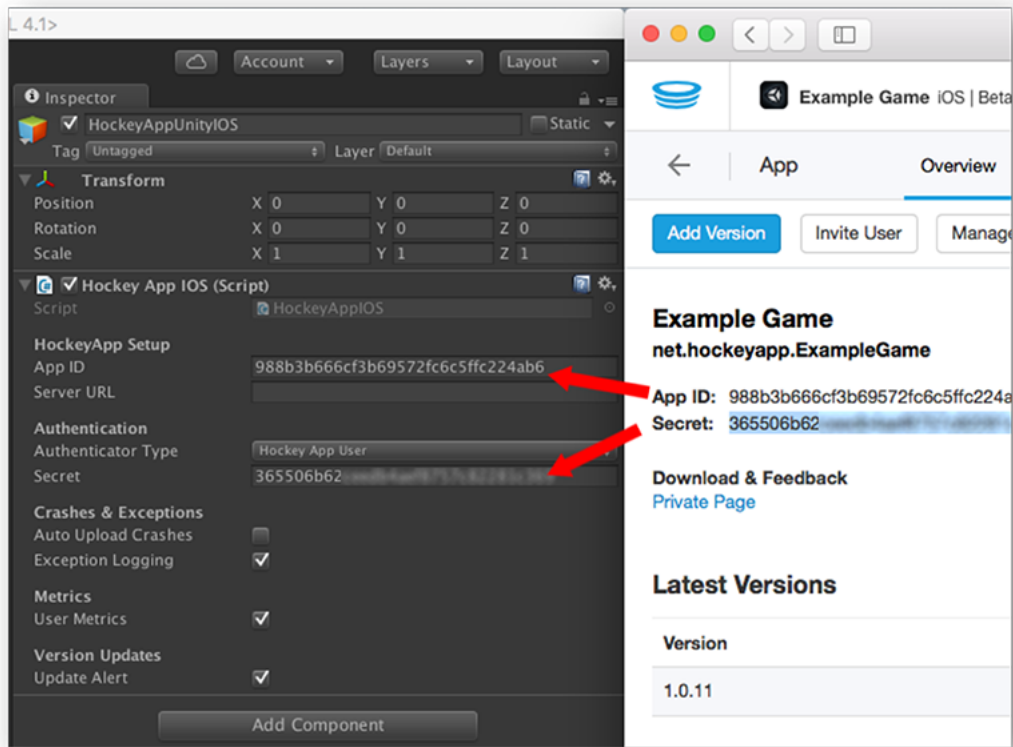 L 4.1>
Account Layers Layout
Inspector
HockeyAppUnityIOS Static
Tag Untagged Layer Default
Transform
Position X 0 Y 0 Z 0
Rotation X 0 Y 0 Z 0
Scale X 1 Y 1 Z 1
Hockey App IOS (Script)
Script HockeyAppIOS
HockeyApp Setup
App ID 988b3b666cf3b69572fc6c5ffc224ab6
Server URL
Authentication
Authenticator Type Hockey App User
Secret 365506b62
Crashes & Exceptions
Auto Upload Crashes
Exception Logging
Metrics
User Metrics
Version Updates
Update Alert
Add Component
Example Game iOS | Beta
App Overview
Add Version Invite User Manage
Example Game
net.hockeyapp.ExampleGame
App ID: 988b3b666cf3b69572fc6c5ffc224a
Secret: 365506b62
Download & Feedback
Private Page
Latest Versions
Version
1.0.11